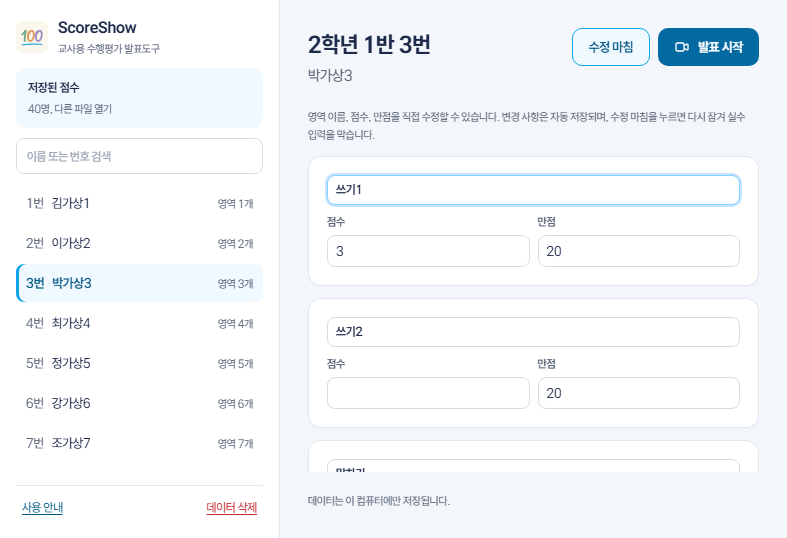 100
ScoreShow
교사용 수행평가 발표도구
저장된 점수
40명, 다른 파일 열기
이름 또는 번호 검색
1번 김가상1 영역 1개
2번 이가상2 영역 2개
3번 박가상3 영역 3개
4번 최가상4 영역 4개
5번 정가상5 영역 5개
6번 강가상6 영역 6개
7번 조가상7 영역 7개
사용 안내 데이터 삭제
2학년 1반 3번
박가상3
수정 마침 발표 시작
영역 이름, 점수, 만점을 직접 수정할 수 있습니다. 변경 사항은 자동 저장되며, 수정 마침을 누르면 다시 잠겨 실수
입력을 막습니다.
쓰기1
점수 만점
3 20
쓰기2
점수 만점
20
데이터는 이 컴퓨터에만 저장됩니다.